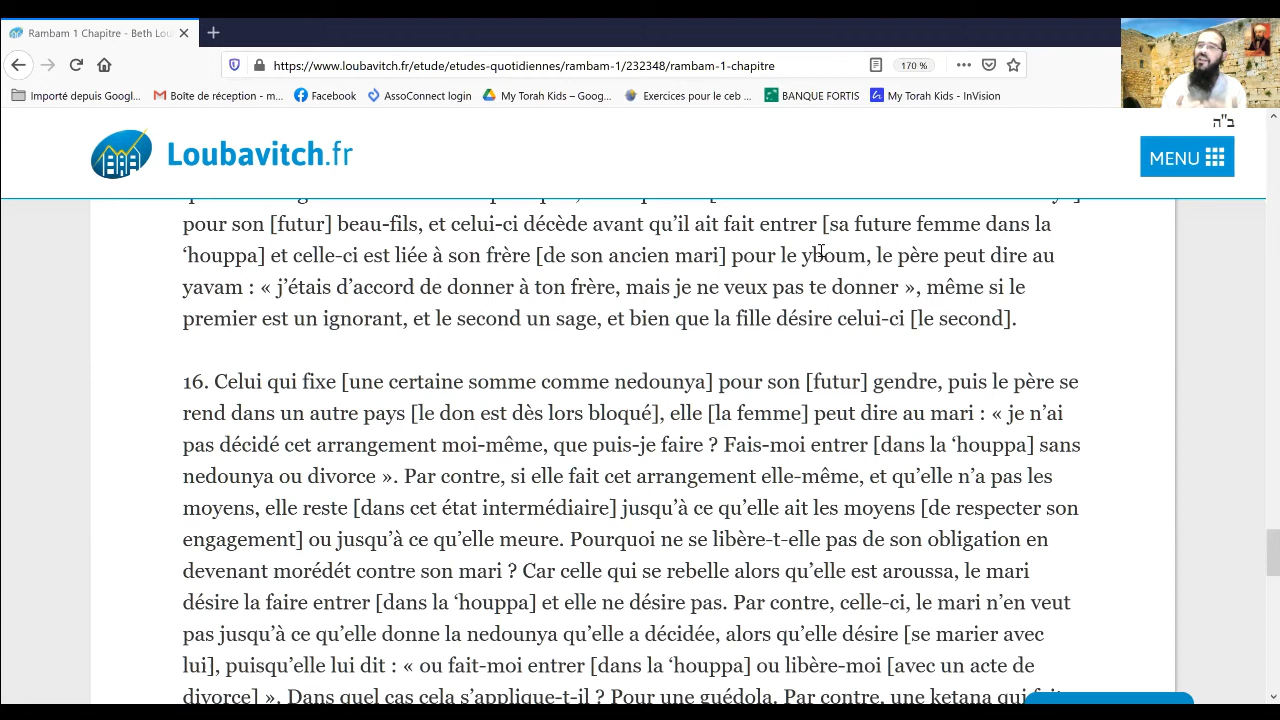 Rambam 1 Chapitre - Beth Lou
https://www.loubavitch.fr/etude/etudes-quotidiennes/rambam-1/232348/rambam-1-chapitre
170 %
Importé depuis Googl...
Boîte de réception - m...
Facebook
AssoConnect login
My Torah Kids – Goog...
Exercices pour le ceb ...
BANQUE FORTIS
My Torah Kids - InVision
ב"ה
Loubavitch.fr
MENU
pour son [futur] beau-fils, et celui-ci décède avant qu’il ait fait entrer [sa future femme dans la
‘houppa] et celle-ci est liée à son frère [de son ancien mari] pour le yboum, le père peut dire au
yavam : « j’étais d’accord de donner à ton frère, mais je ne veux pas te donner », même si le
premier est un ignorant, et le second un sage, et bien que la fille désire celui-ci [le second].
16. Celui qui fixe [une certaine somme comme nedounya] pour son [futur] gendre, puis le père se
rend dans un autre pays [le don est dès lors bloqué], elle [la femme] peut dire au mari : « je n’ai
pas décidé cet arrangement moi-même, que puis-je faire ? Fais-moi entrer [dans la ‘houppa] sans
nedounya ou divorce ». Par contre, si elle fait cet arrangement elle-même, et qu’elle n’a pas les
moyens, elle reste [dans cet état intermédiaire] jusqu’à ce qu’elle ait les moyens [de respecter son
engagement] ou jusqu’à ce qu’elle meure. Pourquoi ne se libère-t-elle pas de son obligation en
devenant morédét contre son mari ? Car celle qui se rebelle alors qu’elle est aroussa, le mari
désire la faire entrer [dans la ‘houppa] et elle ne désire pas. Par contre, celle-ci, le mari n’en veut
pas jusqu’à ce qu’elle donne la nedounya qu’elle a décidée, alors qu’elle désire [se marier avec
lui], puisqu’elle lui dit : « ou fait-moi entrer [dans la ‘houppa] ou libère-moi [avec un acte de
divorce] ». Dans quel cas cela s’applique-t-il ? Pour une guédola. Par contre, une ketana qui fait